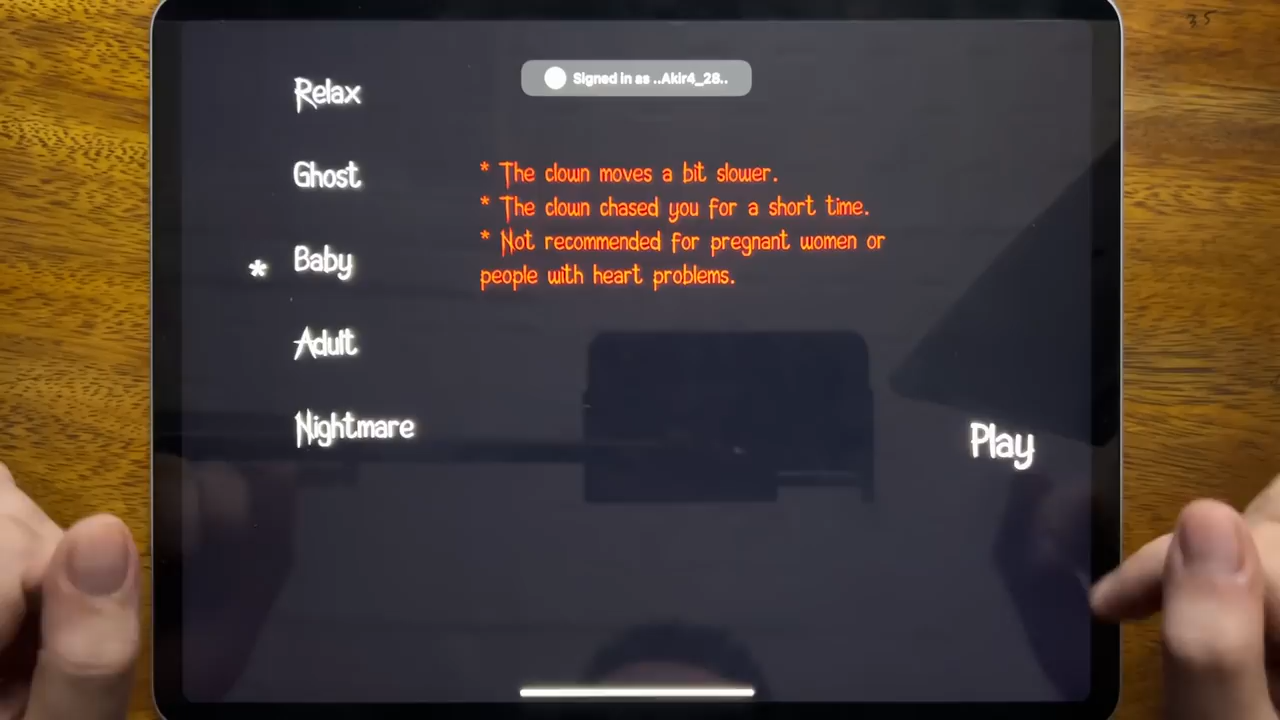 35
Signed in as ..Akir4_28..
Relax
Ghost
* Baby
Adult
Nightmare
* The clown moves a bit slower.
* The clown chased you for a short time.
* Not recommended for pregnant women or
people with heart problems.
Play